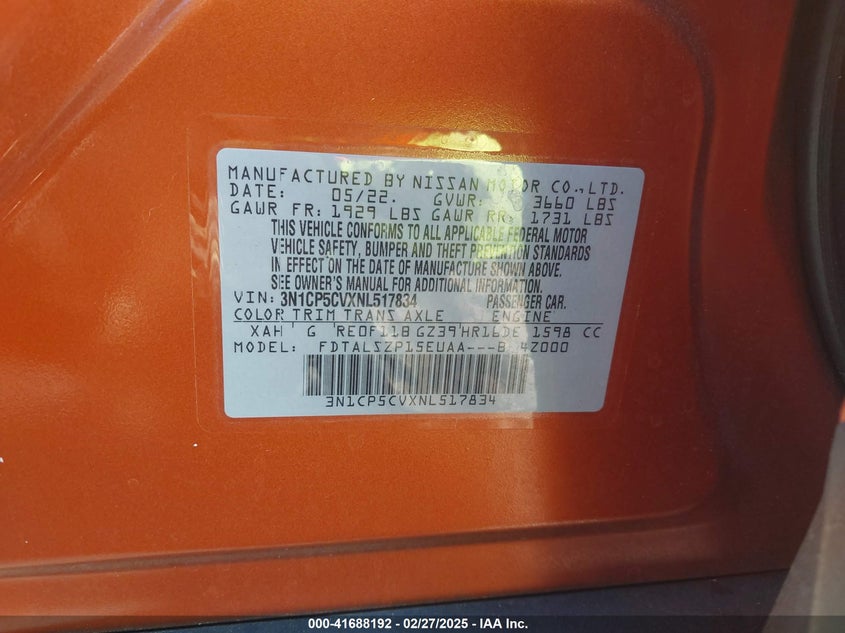 MANUFACTURED BY NISSAN MOTOR CO.,LTD.
DATE: 05/22. GVWR: 3660 LBS
GAWR FR: 1929 LBS GAWR RR: 1731 LBS
THIS VEHICLE CONFORMS TO ALL APPLICABLE FEDERAL MOTOR
VEHICLE SAFETY, BUMPER AND THEFT PREVENTION STANDARDS
IN EFFECT ON THE DATE OF MANUFACTURE SHOWN ABOVE.
SEE OWNER'S MANUAL FOR ADDITIONAL INFORMATION.
VIN: 3N1CP5CVXNL517834 PASSENGER CAR.
COLOR TRIM TRANS AXLE ENGINE
XAH G RE0F11B GZ39 HR16DE 1598 CC
MODEL: FDTALSZP15EUAA---B 4Z000
3N1CP5CVXNL517834
000-41688192 - 02/27/2025 - IAA Inc.